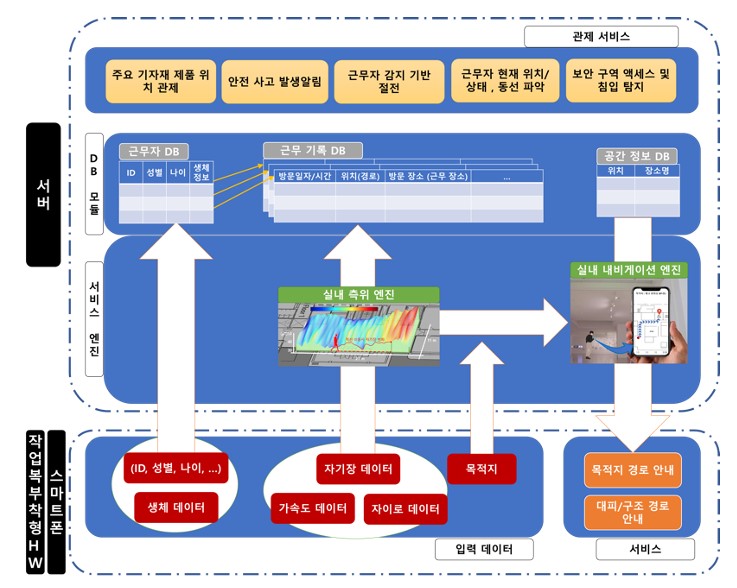 관제 서비스
주요 기자재 제품 위
치 관제
안전 사고 발생알림
근무자 감지 기반
절전
근무자 현재 위치/
상태 , 동선 파악
보안 구역 액세스 및
침입 탐지
서버
DB 모듈
근무자 DB
ID 성별 나이 생체
정보
근무 기록 DB
방문일자/시간 위치(경로) 방문 장소 (근무 장소) ...
공간 정보 DB
위치 장소명
서비스 엔진
실내 측위 엔진
실내 내비게이션 엔진
작업복부착형HW
스마트폰
(ID, 성별, 나이, ...)
생체 데이터
자기장 데이터
가속도 데이터
자이로 데이터
목적지
입력 데이터
목적지 경로 안내
대피/구조 경로
안내
서비스